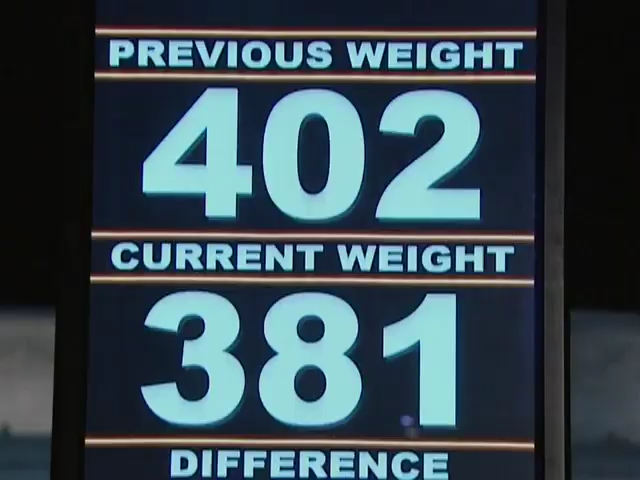 PREVIOUS WEIGHT
402
CURRENT WEIGHT
381
DIFFERENCE